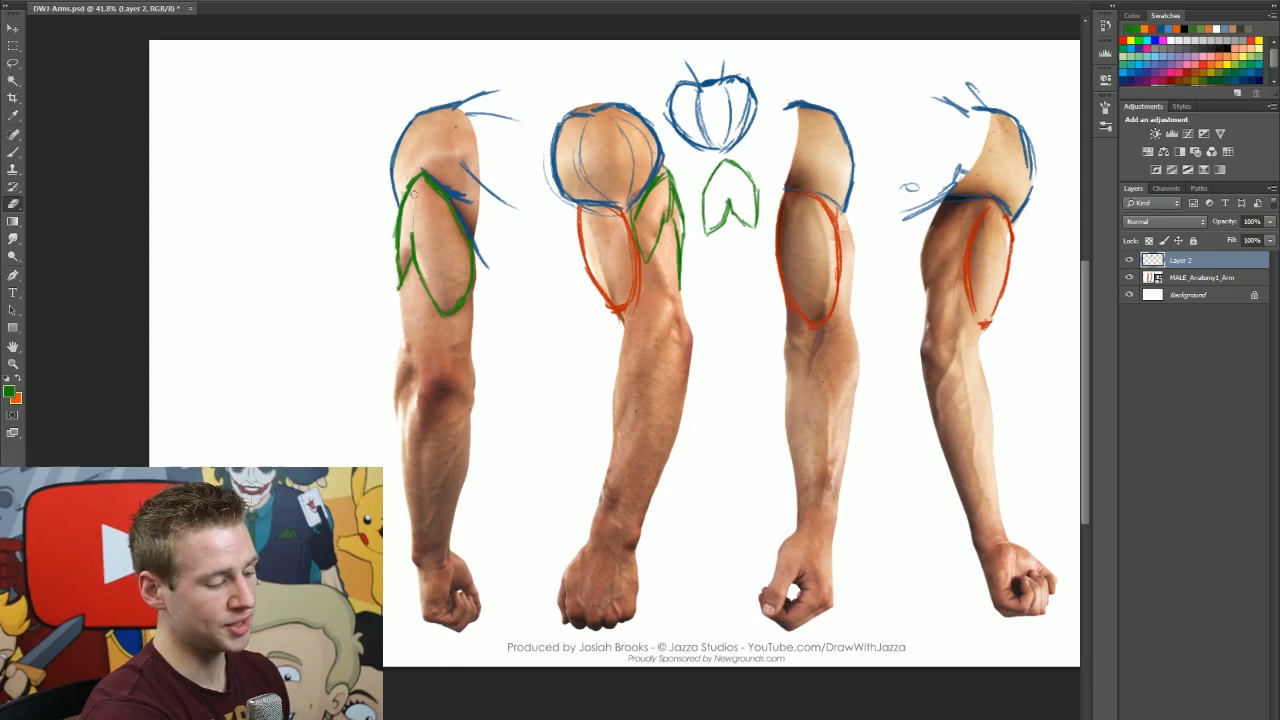 DWJ-Arms.psd @ 41.8% (Layer 2, RGB/8) *
Color Swatches
Adjustments Styles
Add an adjustment
Layers Channels Paths
Kind
Normal Opacity: 100%
Lock: Fill: 100%
Layer 2
MALE_Anatomy1_Arm
Background
Produced by Josiah Brooks - © Jazza Studios - YouTube.com/DrawWithJazza
Proudly Sponsored by Newgrounds.com